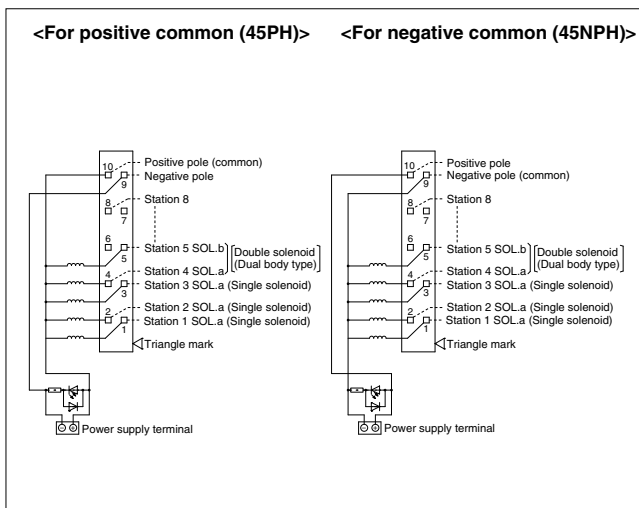 <For positive common (45PH)>
10
9
8
7
6
5
4
3
2
1
Positive pole (common)
Negative pole
Station 8
Station 5 SOL.b
Station 4 SOL.a
Double solenoid
(Dual body type)
Station 3 SOL.a (Single solenoid)
Station 2 SOL.a (Single solenoid)
Station 1 SOL.a (Single solenoid)
Triangle mark
⊖ ⊕ Power supply terminal
<For negative common (45NPH)>
10
9
8
7
6
5
4
3
2
1
Positive pole
Negative pole (common)
Station 8
Station 5 SOL.b
Station 4 SOL.a
Double solenoid
(Dual body type)
Station 3 SOL.a (Single solenoid)
Station 2 SOL.a (Single solenoid)
Station 1 SOL.a (Single solenoid)
Triangle mark
⊖ ⊕ Power supply terminal